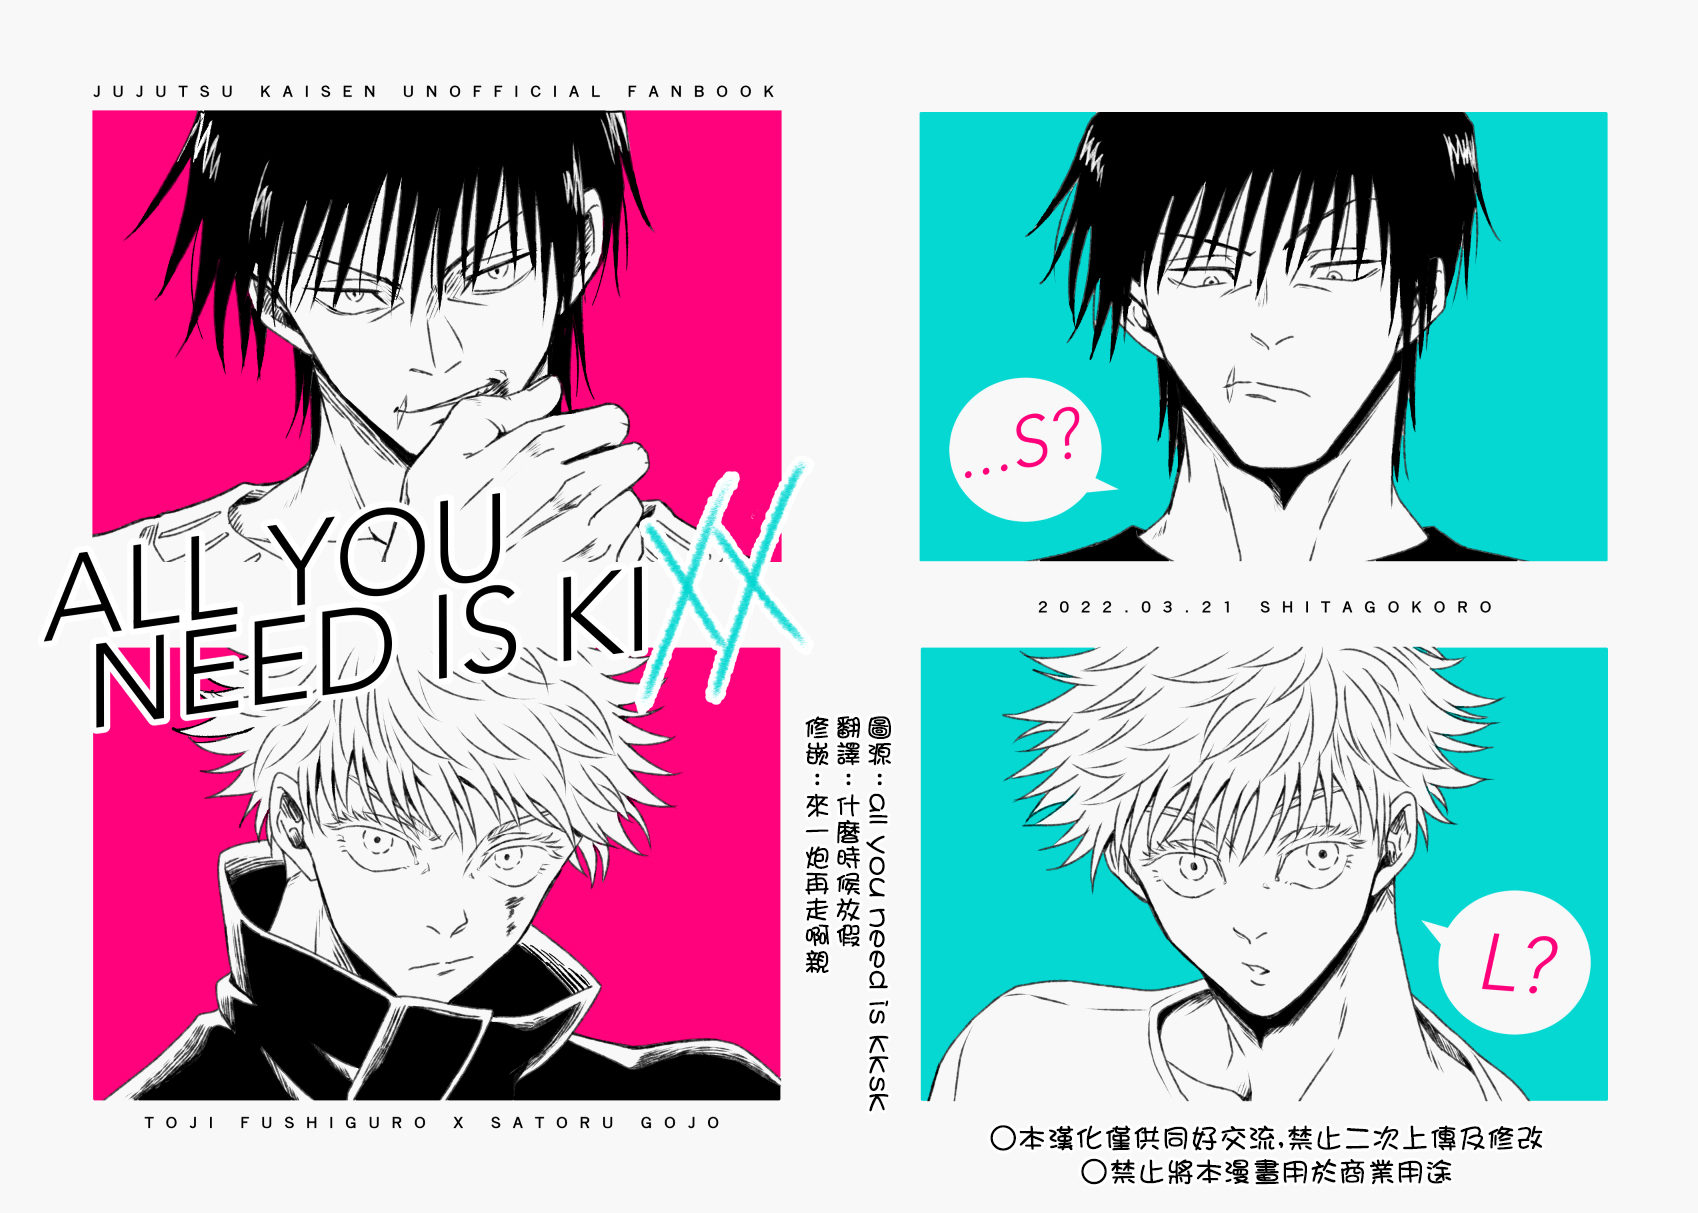 JUJUTSU KAISEN UNOFFICIAL FANBOOK
ALL YOU
NEED IS KIXX
TOJI FUSHIGURO X SATORU GOJO
圖源：all you need is kksk
翻譯：什麼時候放假
修嵌：來一炮再走啊親
...S?
2022.03.21 SHITAGOKORO
L?
〇本漢化僅供同好交流,禁止二次上傳及修改
〇禁止將本漫畫用於商業用途